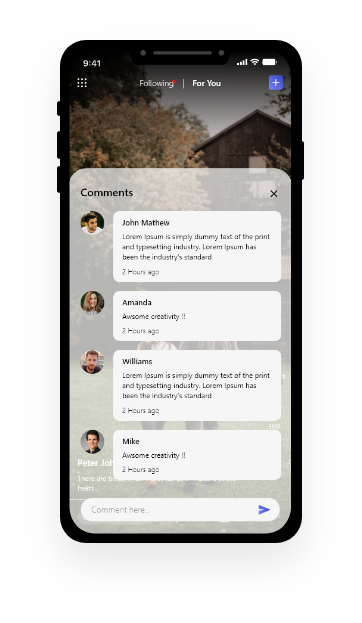 9:41
Following | For You
Comments
John Mathew
Lorem Ipsum is simply dummy text of the print
and typesetting industry. Lorem Ipsum has
been the industry's standard
2 Hours ago
Amanda
Awsome creativity !!
2 Hours ago
Williams
Lorem Ipsum is simply dummy text of the print
and typesetting industry. Lorem Ipsum has
been the industry's standard
2 Hours ago
Mike
Awsome creativity !!
2 Hours ago
Peter Joh
There are
heart..
Comment here..